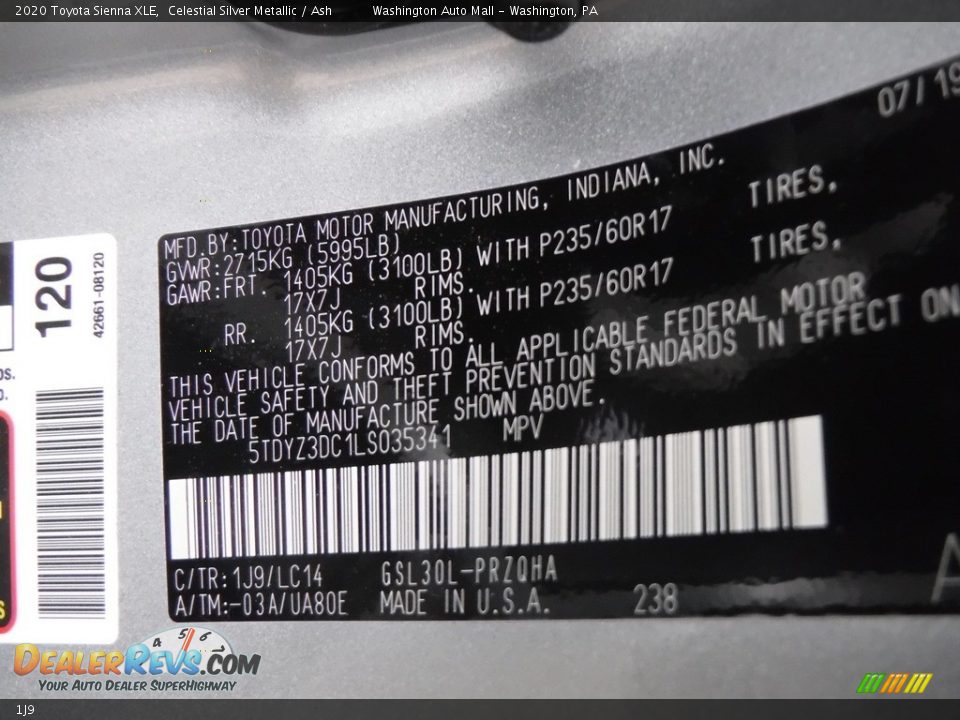 2020 Toyota Sienna XLE, Celestial Silver Metallic / Ash Washington Auto Mall - Washington, PA
07/19
MFD.BY:TOYOTA MOTOR MANUFACTURING, INDIANA, INC.
GVWR:2715KG (5995LB)
GAWR:FRT. 1405KG (3100LB) WITH P235/60R17 TIRES,
17X7J RIMS.
RR. 1405KG (3100LB) WITH P235/60R17 TIRES,
17X7J RIMS.
THIS VEHICLE CONFORMS TO ALL APPLICABLE FEDERAL MOTOR
VEHICLE SAFETY AND THEFT PREVENTION STANDARDS IN EFFECT ON
THE DATE OF MANUFACTURE SHOWN ABOVE.
5TDYZ3DC1LS035341 MPV
C/TR:1J9/LC14 GSL30L-PRZQHA
A/TM:-03A/UA80E MADE IN U.S.A. 238
A
120
42661-08120
4 5 6
DealerRevs.com
Your Auto Dealer SuperHighway
1J9